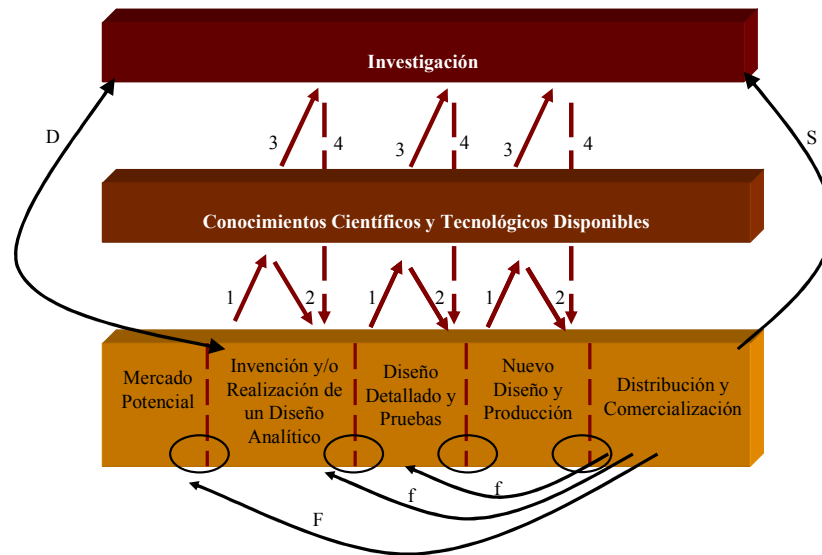 Investigación
D
S
3
4
3
4
3
4
Conocimientos Científicos y Tecnológicos Disponibles
1
2
1
2
1
2
Mercado
Potencial
Invención y/o
Realización de
un Diseño
Analítico
Diseño
Detallado y
Pruebas
Nuevo
Diseño y
Producción
Distribución y
Comercialización
f
f
F